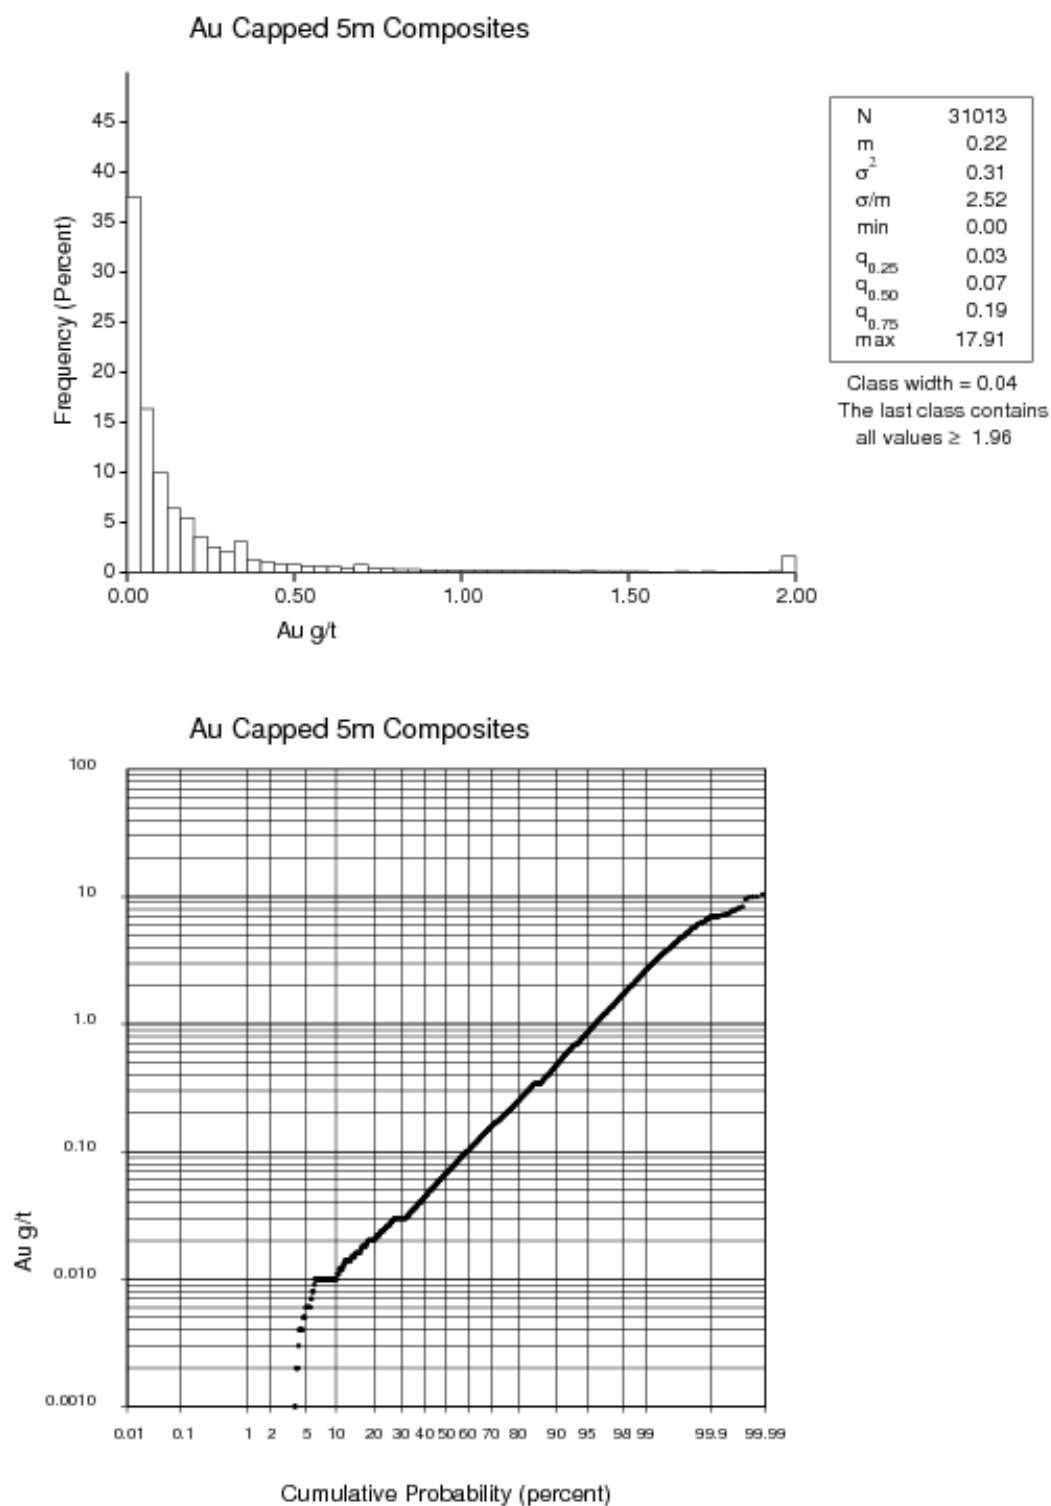 Au Capped 5m Composites
45
40
35
30
25
20
15
10
5
0
Frequency (Percent)
0.00 0.50 1.00 1.50 2.00
Au g/t
N 31013
m 0.22
σ² 0.31
σ/m 2.52
min 0.00
q0.25 0.03
q0.50 0.07
q0.75 0.19
max 17.91
Class width = 0.04
The last class contains
all values ≥ 1.96
Au Capped 5m Composites
100
10
1.0
0.10
0.010
0.0010
Au g/t
0.01 0.1 1 2 5 10 20 30 40 50 60 70 80 90 95 98 99 99.9 99.99
Cumulative Probability (percent)